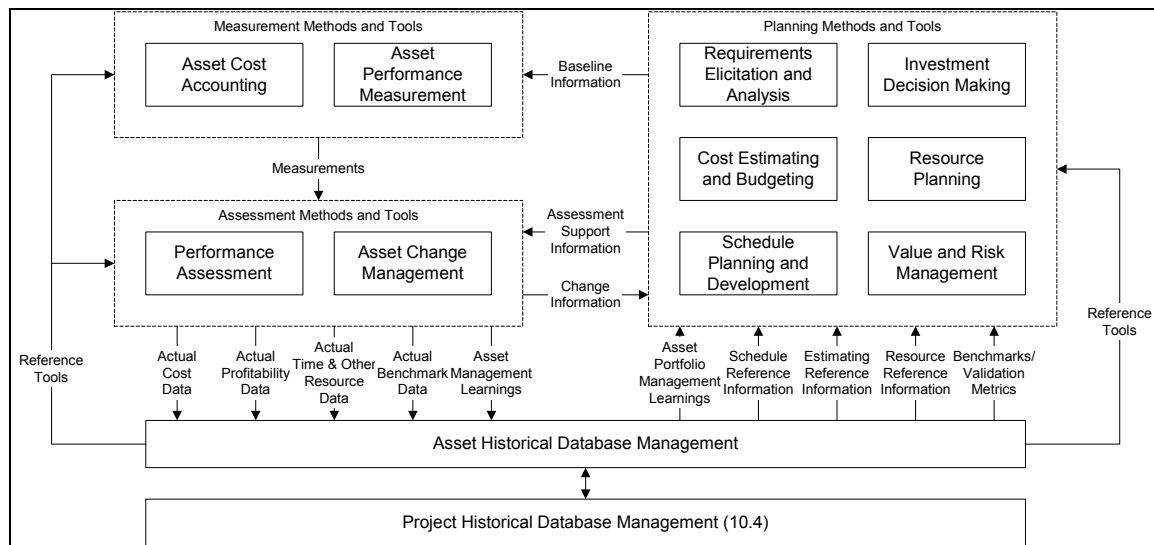 Measurement Methods and Tools
Asset Cost
Accounting
Asset
Performance
Measurement
Baseline
Information
Planning Methods and Tools
Requirements
Elicitation and
Analysis
Investment
Decision Making
Cost Estimating
and Budgeting
Resource
Planning
Schedule
Planning and
Development
Value and Risk
Management
Measurements
Assessment Methods and Tools
Performance
Assessment
Asset Change
Management
Assessment
Support
Information
Change
Information
Reference
Tools
Actual
Cost
Data
Actual
Profitability
Data
Actual
Time & Other
Resource
Data
Actual
Benchmark
Data
Asset
Management
Learnings
Asset
Portfolio
Management
Learnings
Schedule
Reference
Information
Estimating
Reference
Information
Resource
Reference
Information
Benchmarks/
Validation
Metrics
Reference
Tools
Asset Historical Database Management
Project Historical Database Management (10.4)